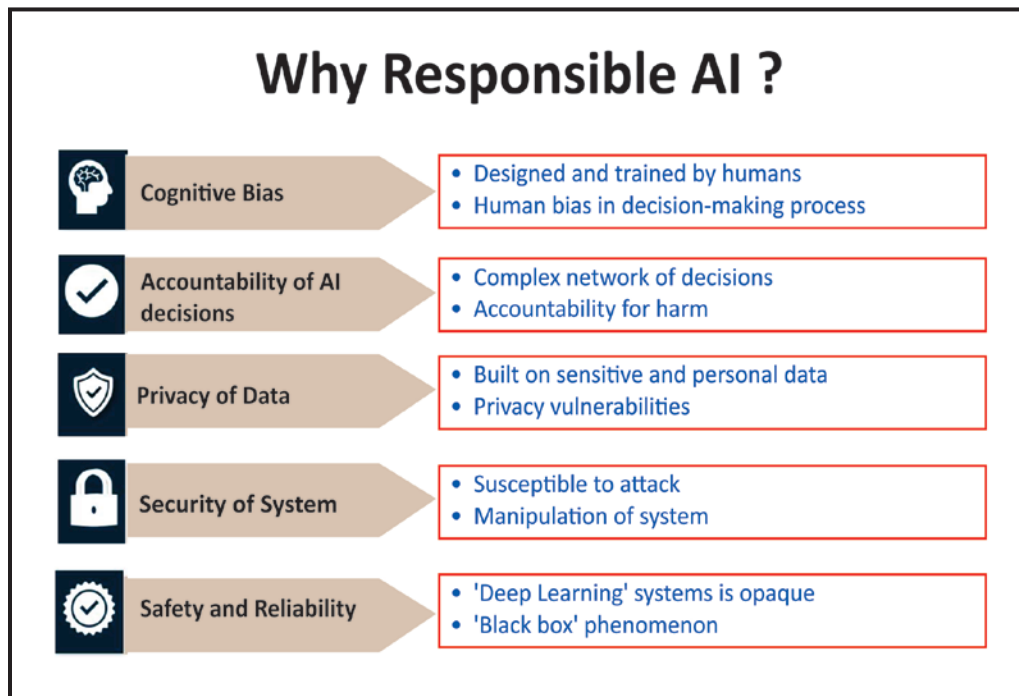 Why Responsible AI ?
Cognitive Bias
• Designed and trained by humans
• Human bias in decision-making process
Accountability of AI
decisions
• Complex network of decisions
• Accountability for harm
Privacy of Data
• Built on sensitive and personal data
• Privacy vulnerabilities
Security of System
• Susceptible to attack
• Manipulation of system
Safety and Reliability
• 'Deep Learning' systems is opaque
• 'Black box' phenomenon